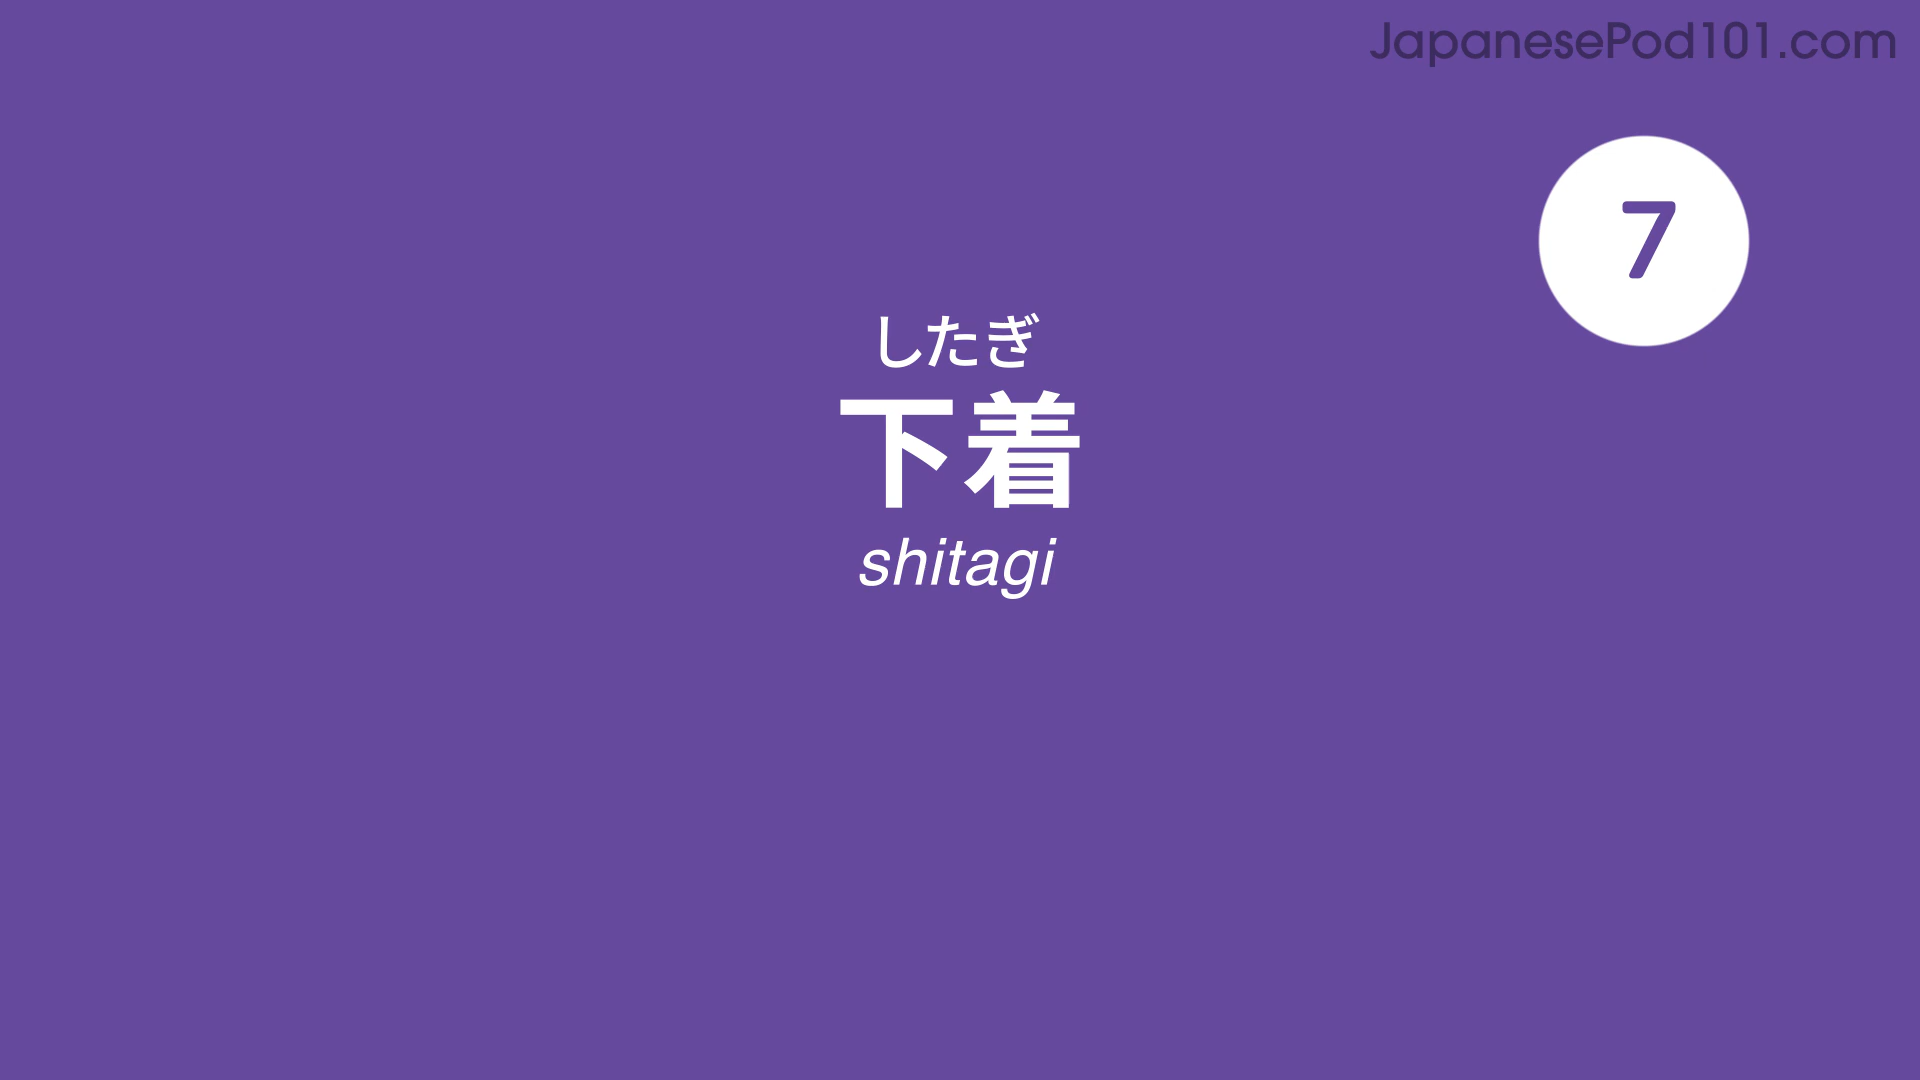 JapanesePod101.com
7
したぎ
下着
shitagi